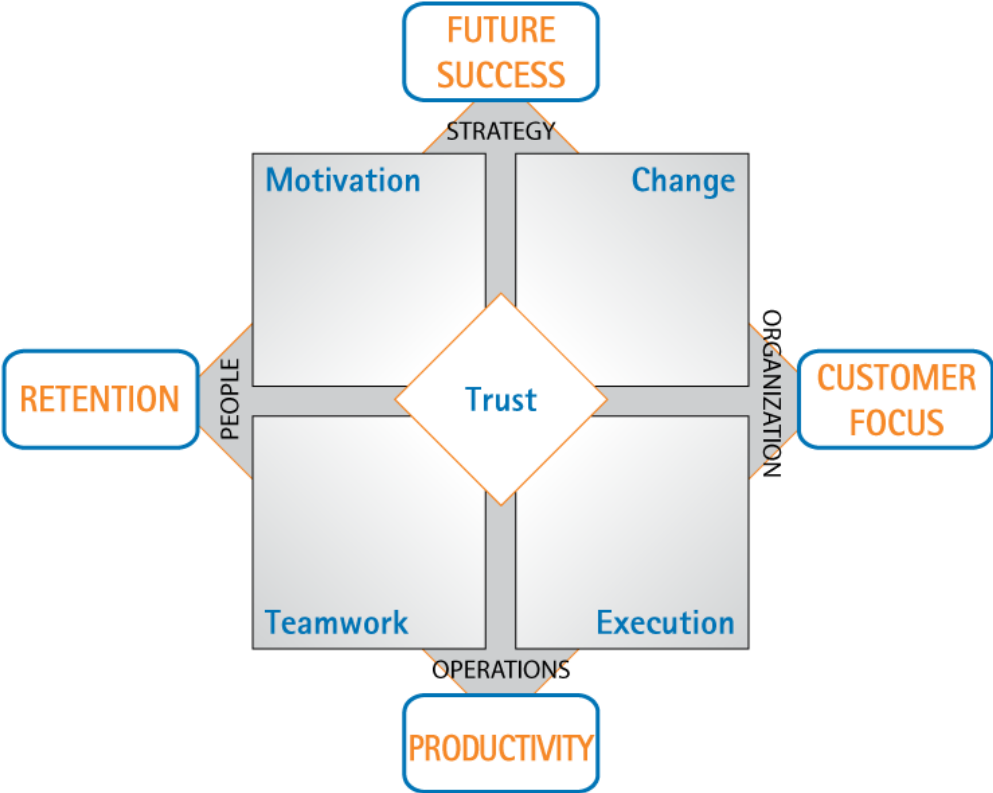 FUTURE
SUCCESS
STRATEGY
Motivation
Change
RETENTION
PEOPLE
Trust
ORGANIZATION
CUSTOMER
FOCUS
Teamwork
Execution
OPERATIONS
PRODUCTIVITY